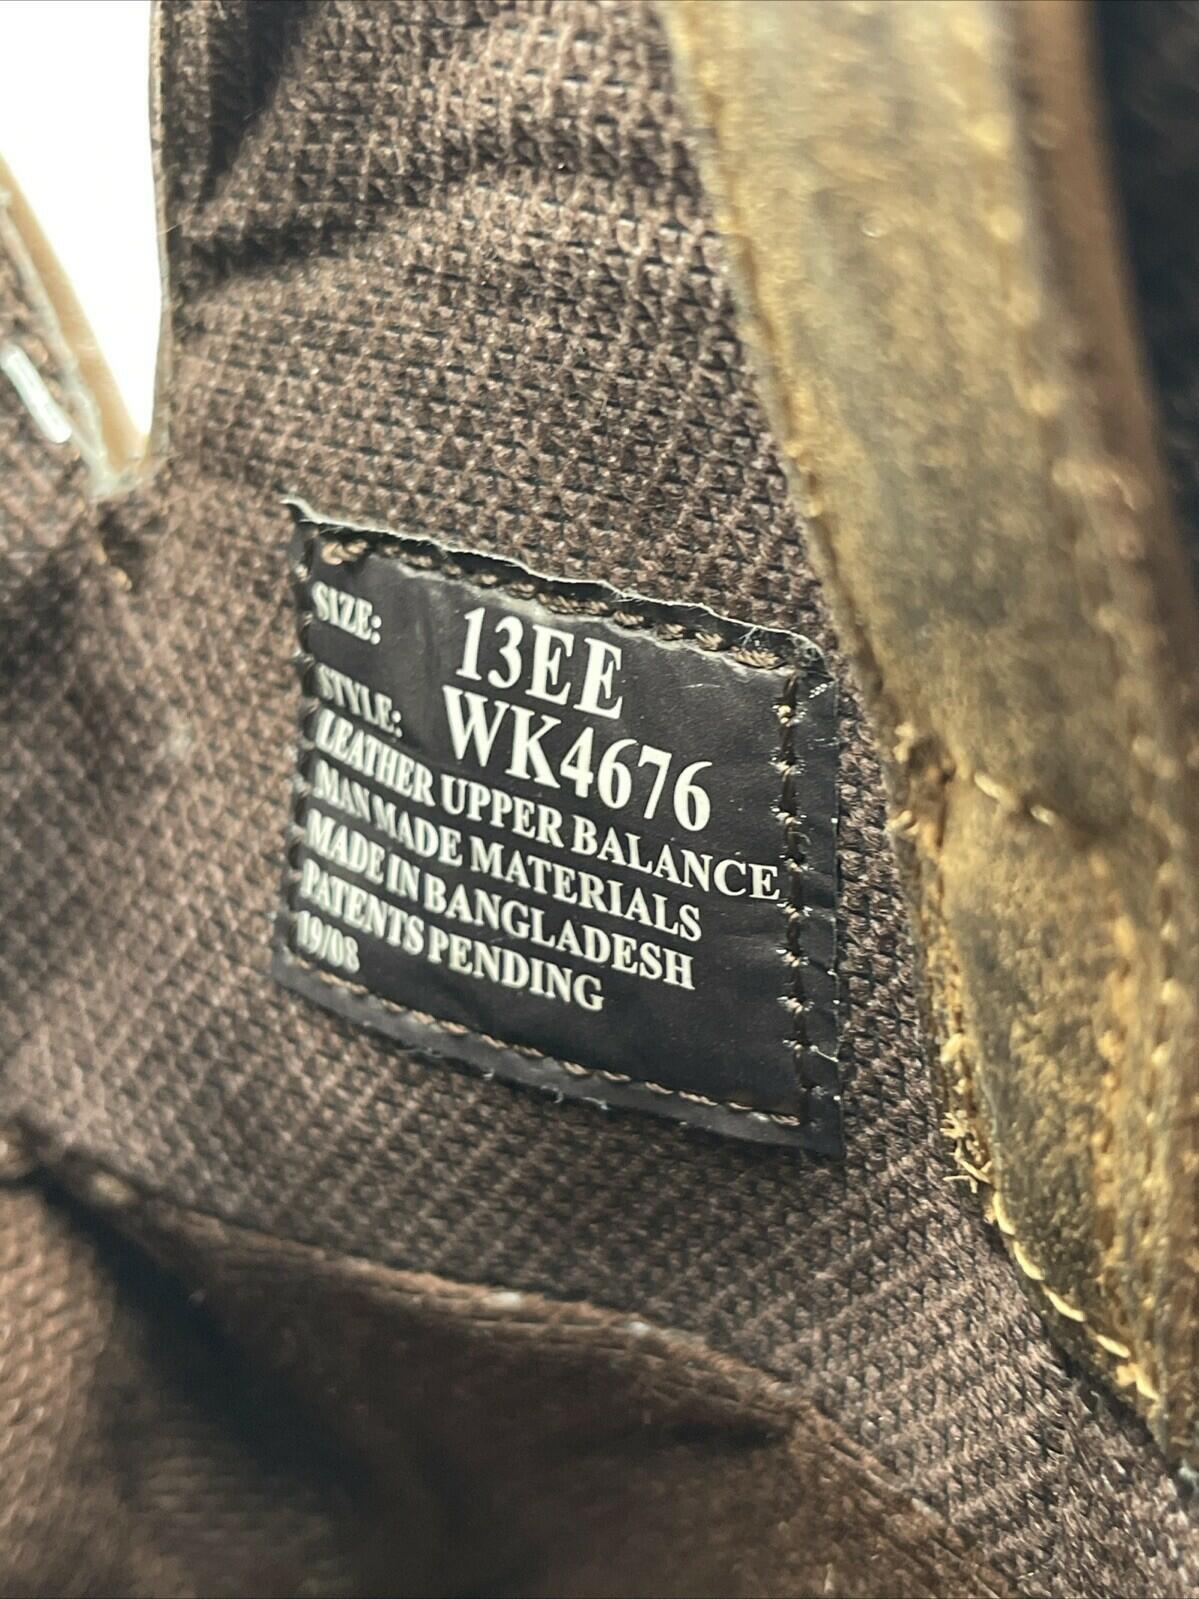 SIZE: 13EE
STYLE: WK4676
LEATHER UPPER BALANCE
MAN MADE MATERIALS
MADE IN BANGLADESH
PATENTS PENDING
19/08